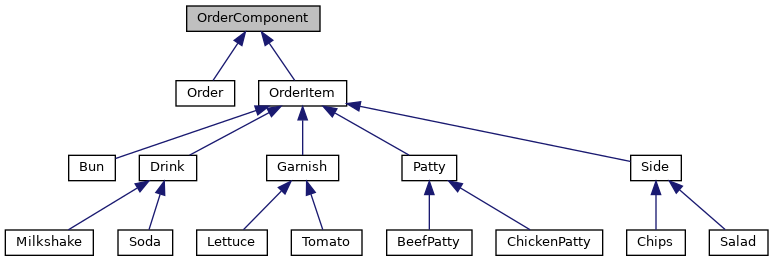 OrderComponent
Order
OrderItem
Bun
Drink
Garnish
Patty
Side
Milkshake
Soda
Lettuce
Tomato
BeefPatty
ChickenPatty
Chips
Salad